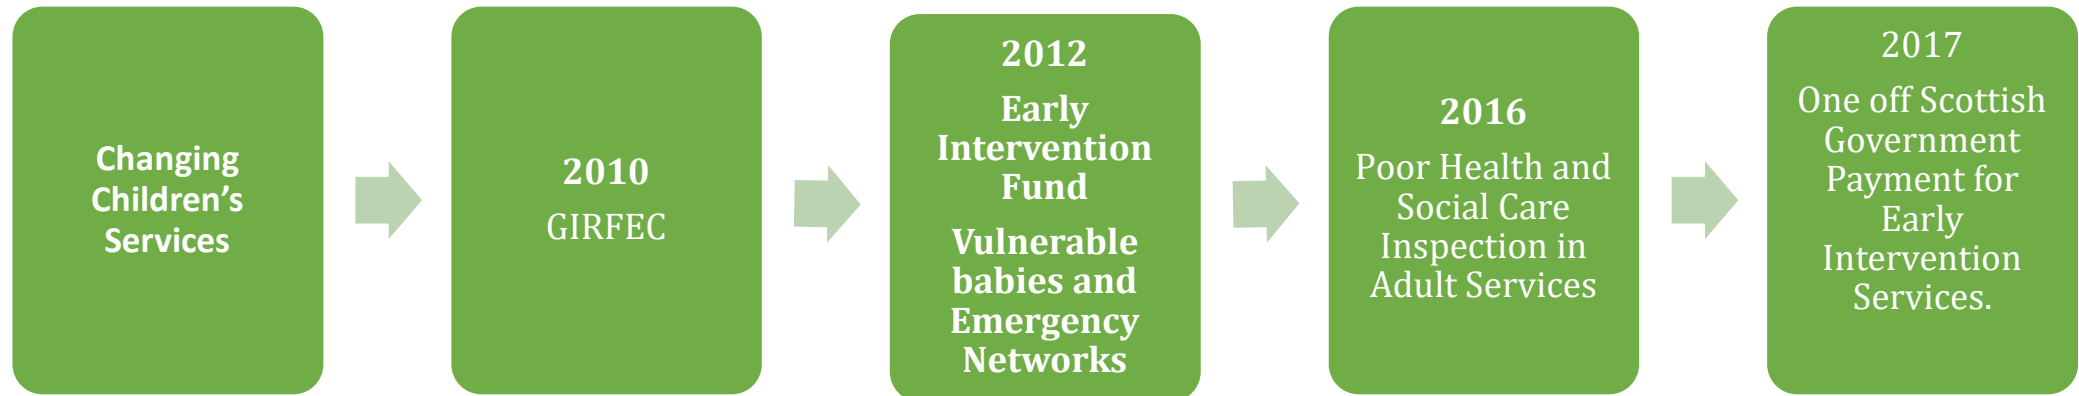 Changing
Children’s
Services
2010
GIRFEC
2012
Early
Intervention
Fund
Vulnerable
babies and
Emergency
Networks
2016
Poor Health and
Social Care
Inspection in
Adult Services
2017
One off Scottish
Government
Payment for
Early
Intervention
Services.